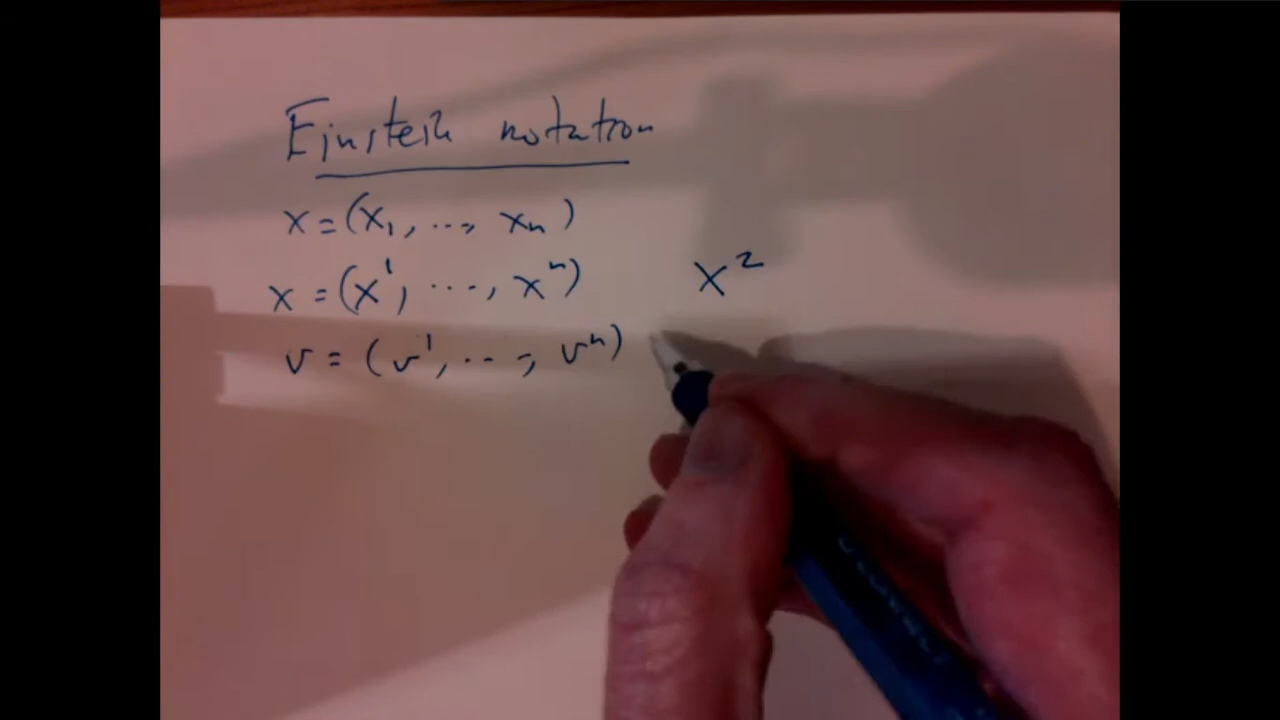 Einstein notation
x = (x₁, ..., xₙ)
x = (x¹, ..., xⁿ) x²
v = (v¹, ..., vⁿ)